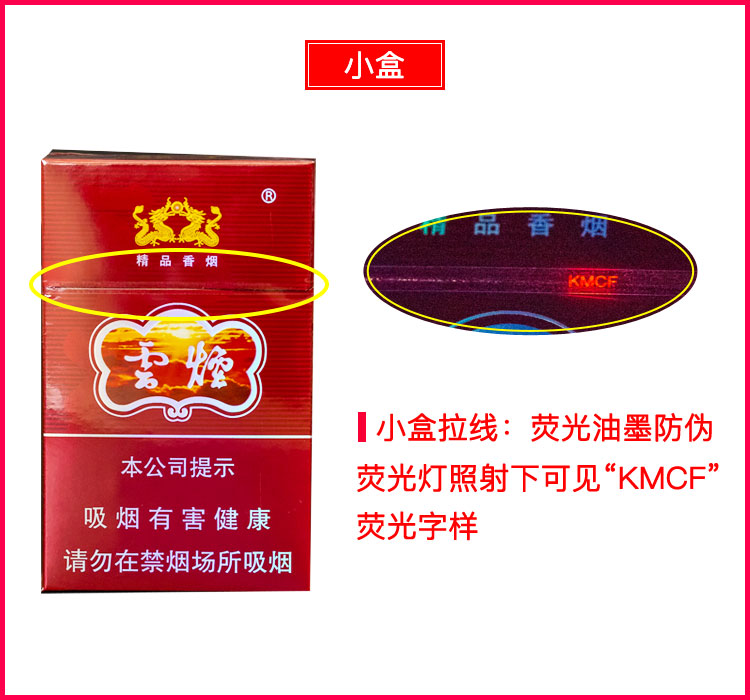 小盒
®
精品香烟
雲煙
本公司提示
吸烟有害健康
请勿在禁烟场所吸烟
精品香烟
KMCF
小盒拉线：荧光油墨防伪
荧光灯照射下可见“KMCF”
荧光字样